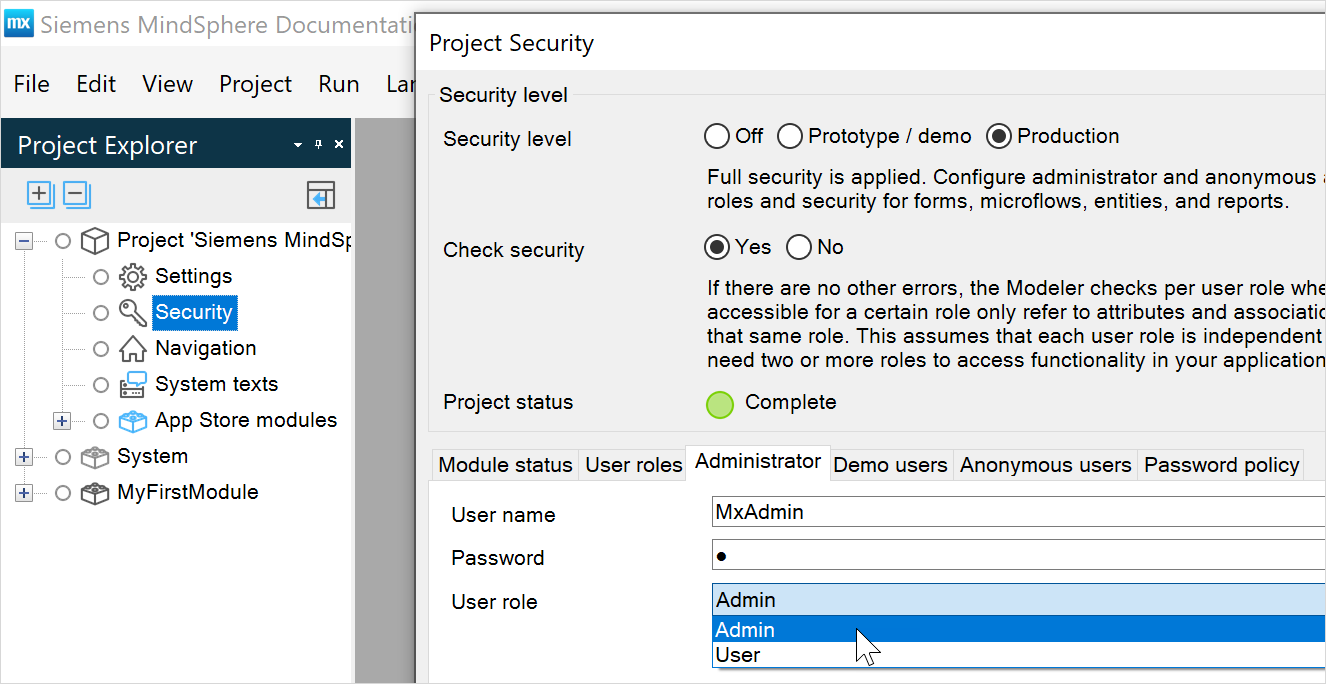 mx Siemens MindSphere Documentati
File Edit View Project Run Lar
Project Explorer
Project 'Siemens MindSp
Settings
Security
Navigation
System texts
App Store modules
System
MyFirstModule
Project Security
Security level
Security level Off Prototype / demo Production
Full security is applied. Configure administrator and anonymous
roles and security for forms, microflows, entities, and reports.
Check security Yes No
If there are no other errors, the Modeler checks per user role whe
accessible for a certain role only refer to attributes and associatio
that same role. This assumes that each user role is independent
need two or more roles to access functionality in your application
Project status Complete
Module status User roles Administrator Demo users Anonymous users Password policy
User name MxAdmin
Password ●
User role Admin
Admin
User